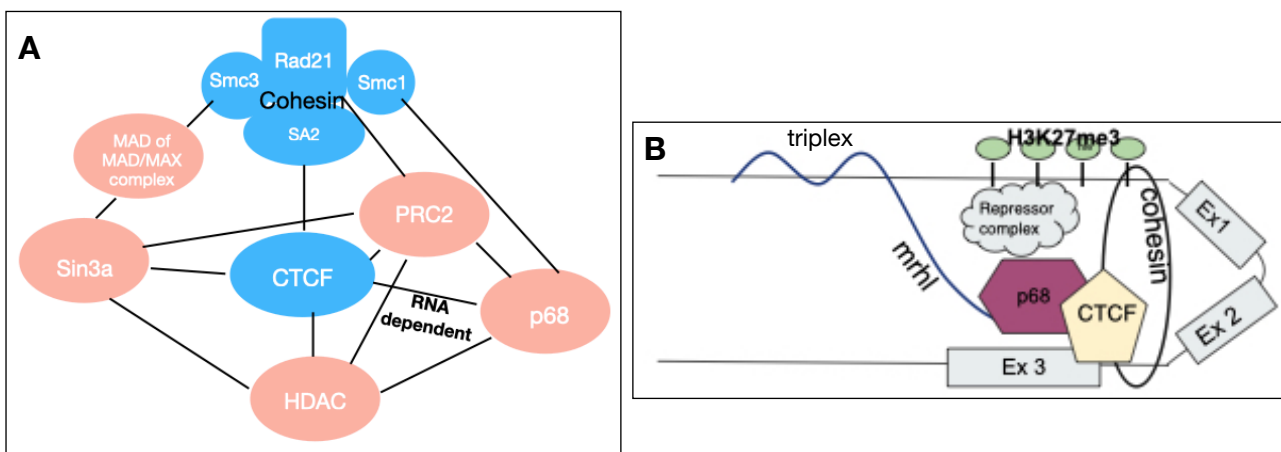 A
Rad21
Smc3
Smc1
Cohesin
SA2
MAD of
MAD/MAX
complex
PRC2
Sin3a
CTCF
RNA
dependent
p68
HDAC
B
triplex
H3K27me3
Repressor
complex
cohesin
Ex1
mrhl
p68
CTCF
Ex 2
Ex 3